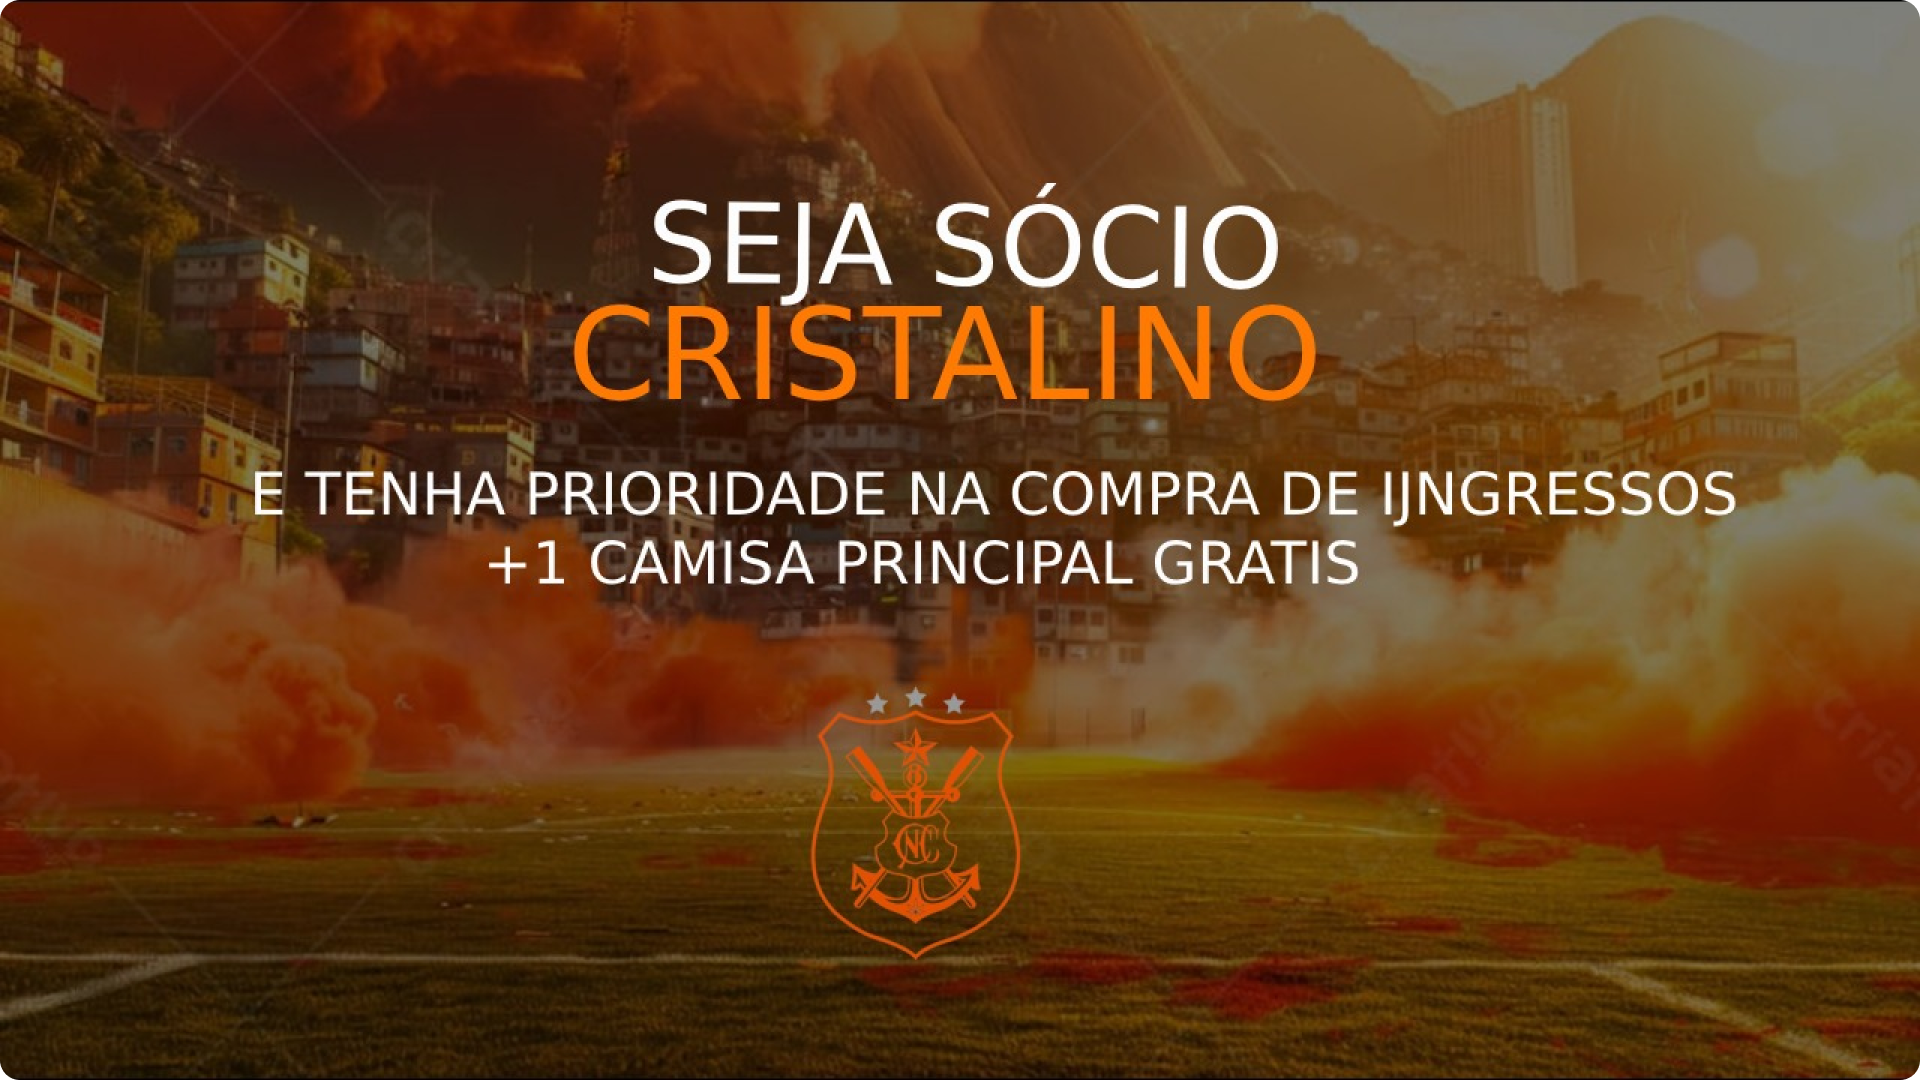 SEJA SÓCIO
CRISTALINO
E TENHA PRIORIDADE NA COMPRA DE IJNGRESSOS
+1 CAMISA PRINCIPAL GRATIS